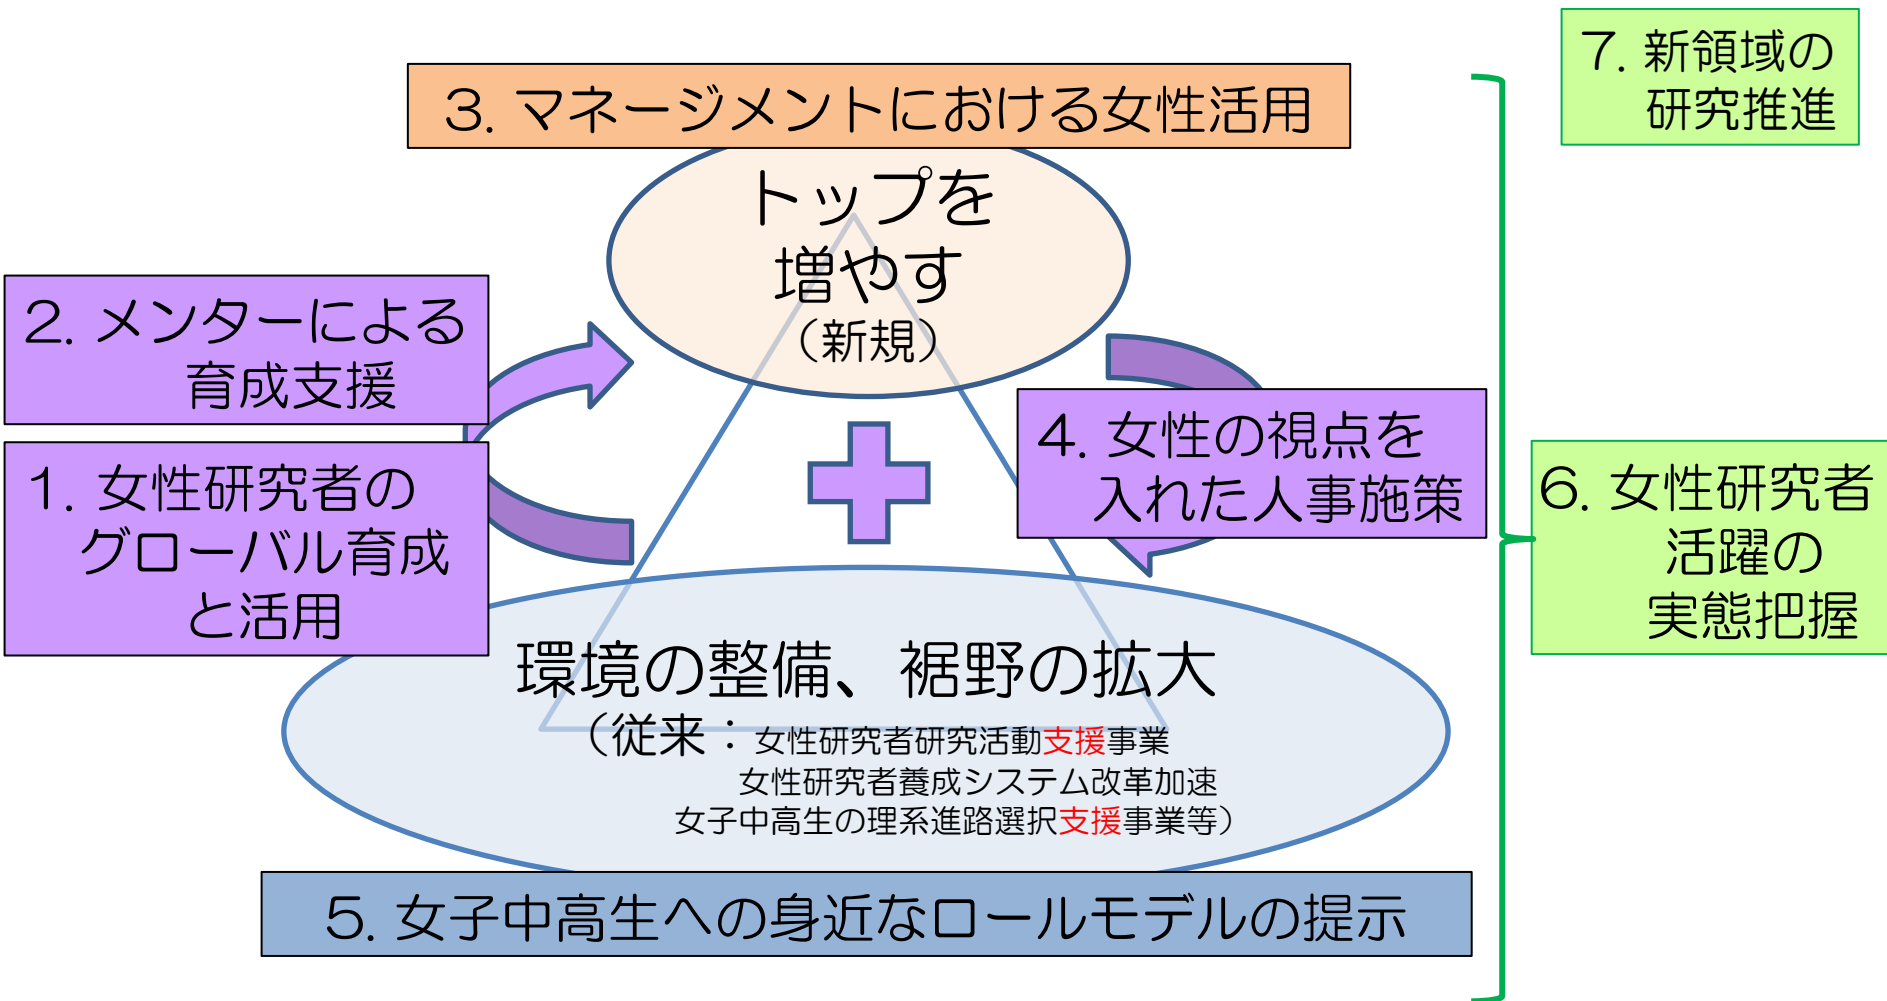 7. 新領域の
研究推進
3. マネージメントにおける女性活用
トップを
増やす
（新規）
2. メンターによる
育成支援
1. 女性研究者の
グローバル育成
と活用
4. 女性の視点を
入れた人事施策
6. 女性研究者
活躍の
実態把握
環境の整備、裾野の拡大
（従来：女性研究者研究活動支援事業
女性研究者養成システム改革加速
女子中高生の理系進路選択支援事業等）
5. 女子中高生への身近なロールモデルの提示